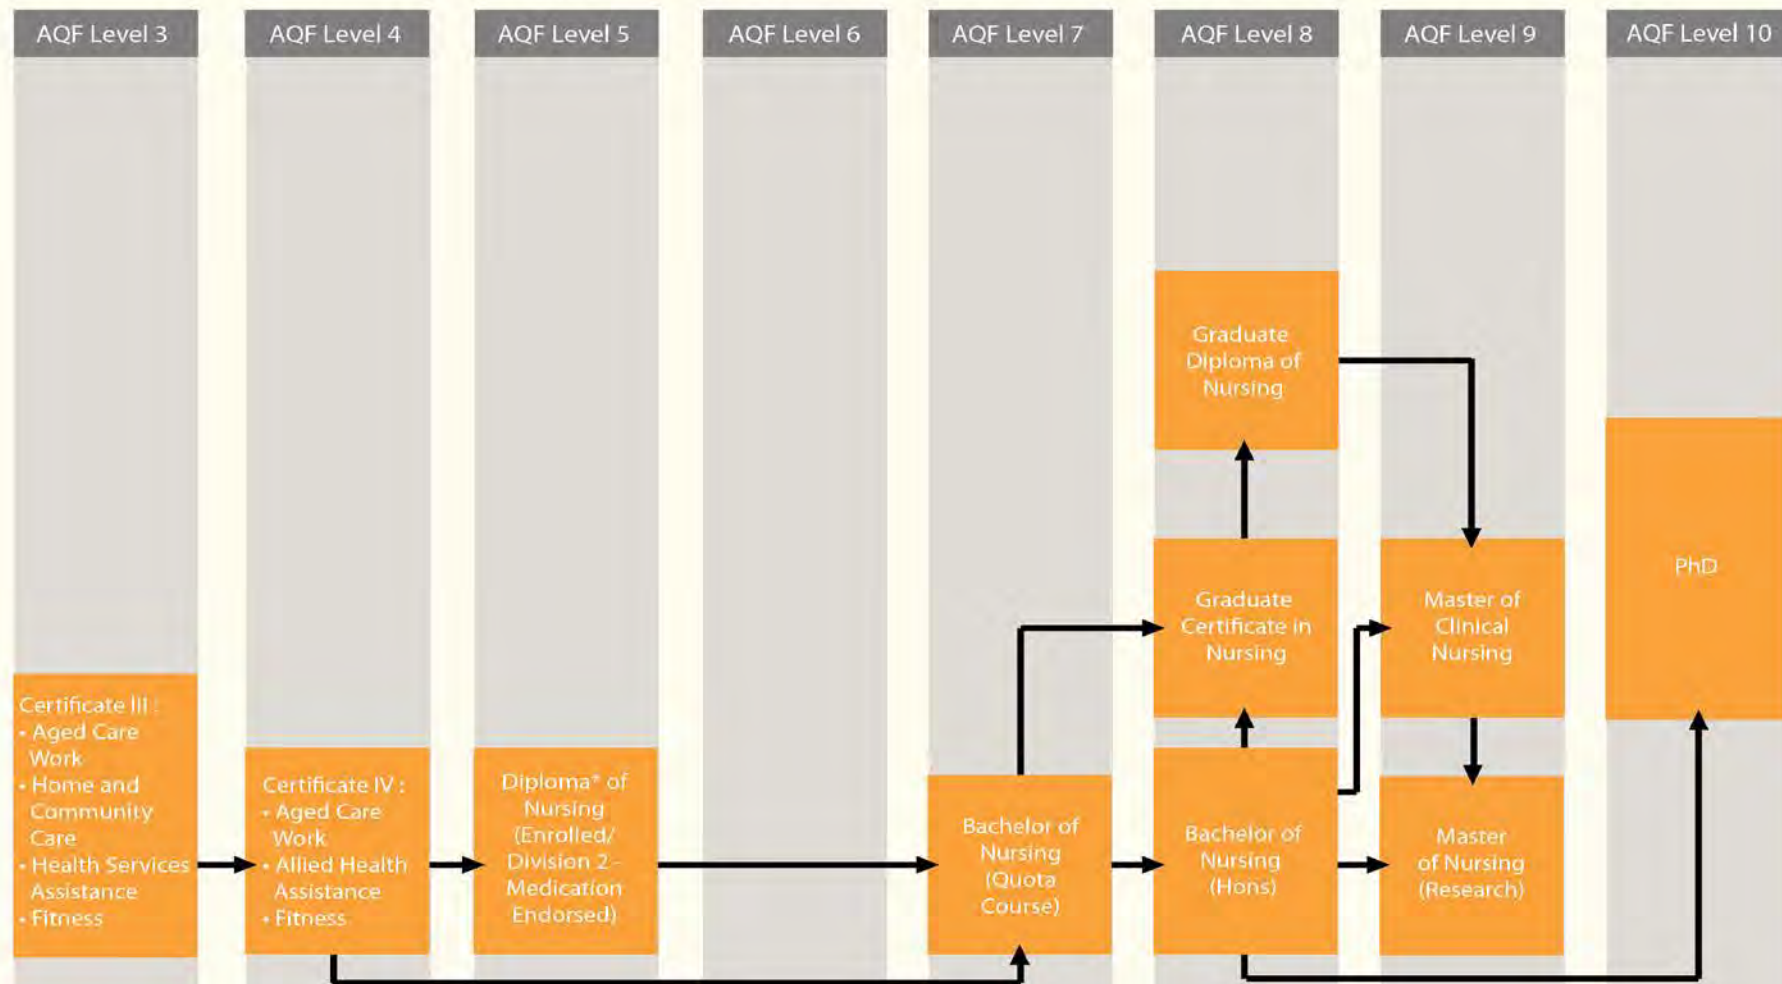 AQF Level 3
AQF Level 4
AQF Level 5
AQF Level 6
AQF Level 7
AQF Level 8
AQF Level 9
AQF Level 10
Certificate III :
• Aged Care
Work
• Home and
Community
Care
• Health Services
Assistance
• Fitness
Certificate IV :
• Aged Care
Work
• Allied Health
Assistance
• Fitness
Diploma* of
Nursing
(Enrolled/
Division 2 -
Medication
Endorsed)
Bachelor of
Nursing
(Quota
Course)
Graduate
Diploma of
Nursing
Graduate
Certificate in
Nursing
Bachelor of
Nursing
(Hons)
Master of
Clinical
Nursing
Master
of Nursing
(Research)
PhD